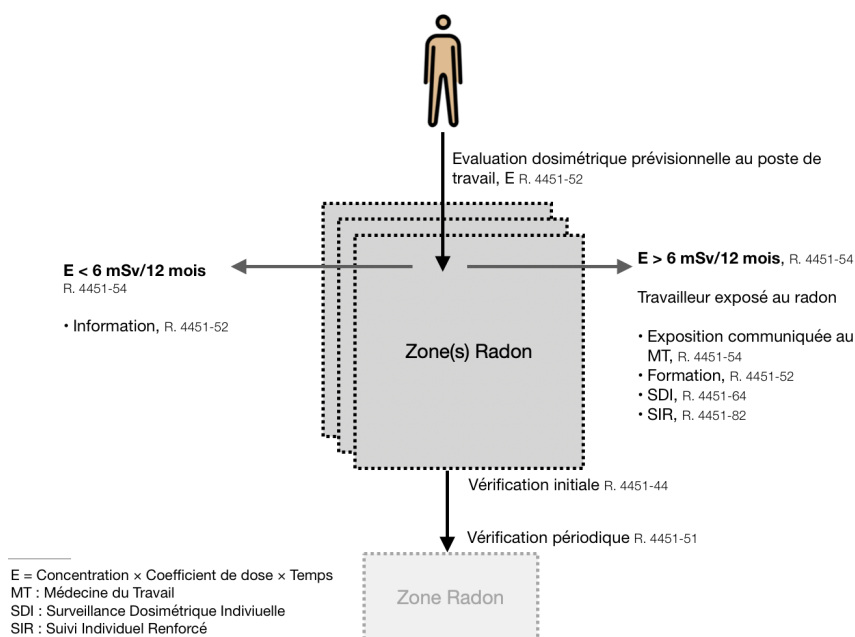 Evaluation dosimétrique prévisionnelle au poste de
travail, E R. 4451-52
E < 6 mSv/12 mois
R. 4451-54
• Information, R. 4451-52
E > 6 mSv/12 mois, R. 4451-54
Travailleur exposé au radon
• Exposition communiquée au
MT, R. 4451-54
• Formation, R. 4451-52
• SDI, R. 4451-64
• SIR, R. 4451-82
Zone(s) Radon
Vérification initiale R. 4451-44
Vérification périodique R. 4451-51
Zone Radon
E = Concentration × Coefficient de dose × Temps
MT : Médecine du Travail
SDI : Surveillance Dosimétrique Indiviuelle
SIR : Suivi Individuel Renforcé